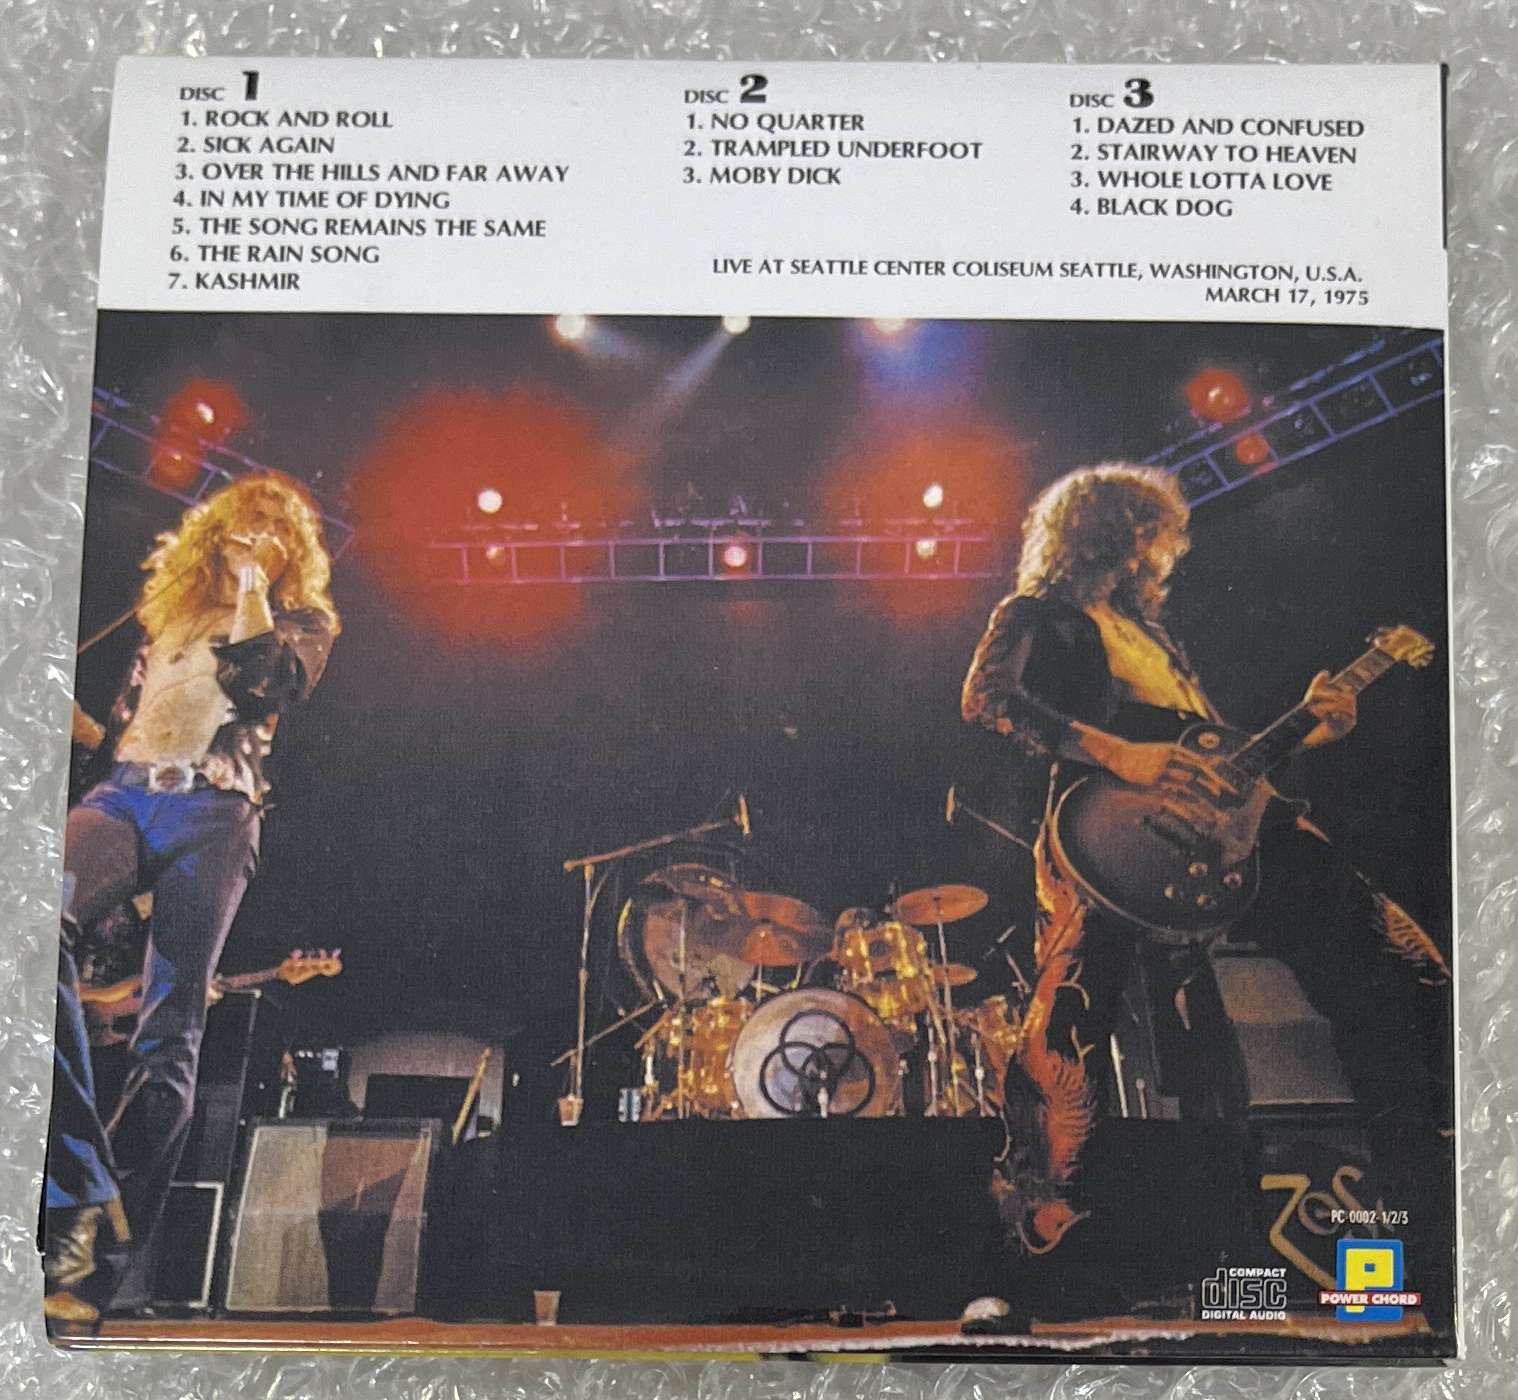 DISC 1
1. ROCK AND ROLL
2. SICK AGAIN
3. OVER THE HILLS AND FAR AWAY
4. IN MY TIME OF DYING
5. THE SONG REMAINS THE SAME
6. THE RAIN SONG
7. KASHMIR
DISC 2
1. NO QUARTER
2. TRAMPLED UNDERFOOT
3. MOBY DICK
DISC 3
1. DAZED AND CONFUSED
2. STAIRWAY TO HEAVEN
3. WHOLE LOTTA LOVE
4. BLACK DOG
LIVE AT SEATTLE CENTER COLISEUM SEATTLE, WASHINGTON, U.S.A.
MARCH 17, 1975
ZoSo
PC-0002-1/2/3
COMPACT
disc
DIGITAL AUDIO
P
POWER CHORD